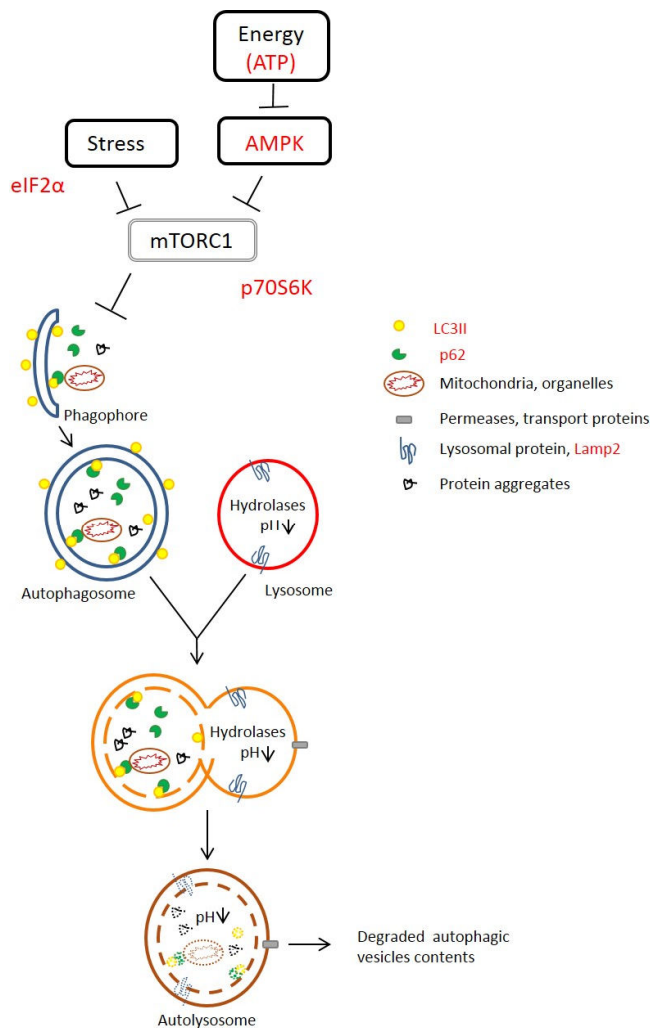 Energy
(ATP)
Stress
AMPK
eIF2α
mTORC1
p70S6K
LC3II
p62
Mitochondria, organelles
Phagophore
Permeases, transport proteins
Lysosomal protein, Lamp2
Protein aggregates
Hydrolases
pH
Autophagosome
Lysosome
Hydrolases
pH
pH
Degraded autophagic
vesicles contents
Autolysosome